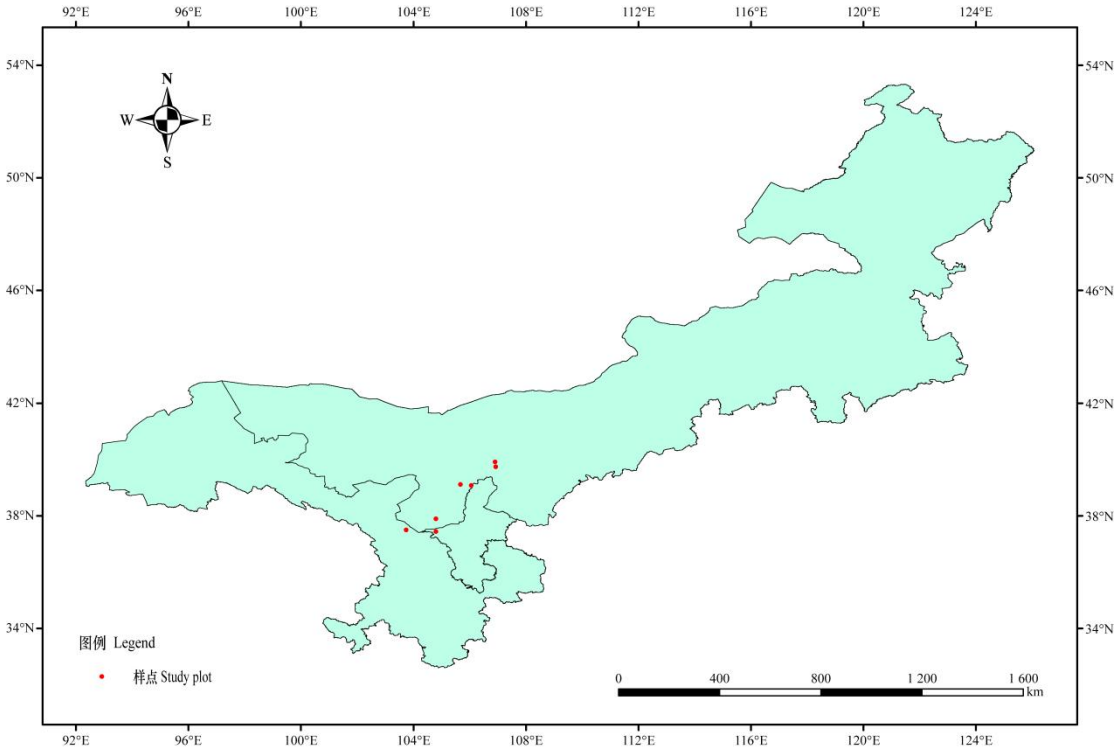 92°E 96°E 100°E 104°E 108°E 112°E 116°E 120°E 124°E
54°N 54°N
N
W E
S
50°N 50°N
46°N 46°N
42°N 42°N
38°N 38°N
34°N 34°N
图例 Legend
样点 Study plot
0 400 800 1 200 1 600
km
92°E 96°E 100°E 104°E 108°E 112°E 116°E 120°E 124°E